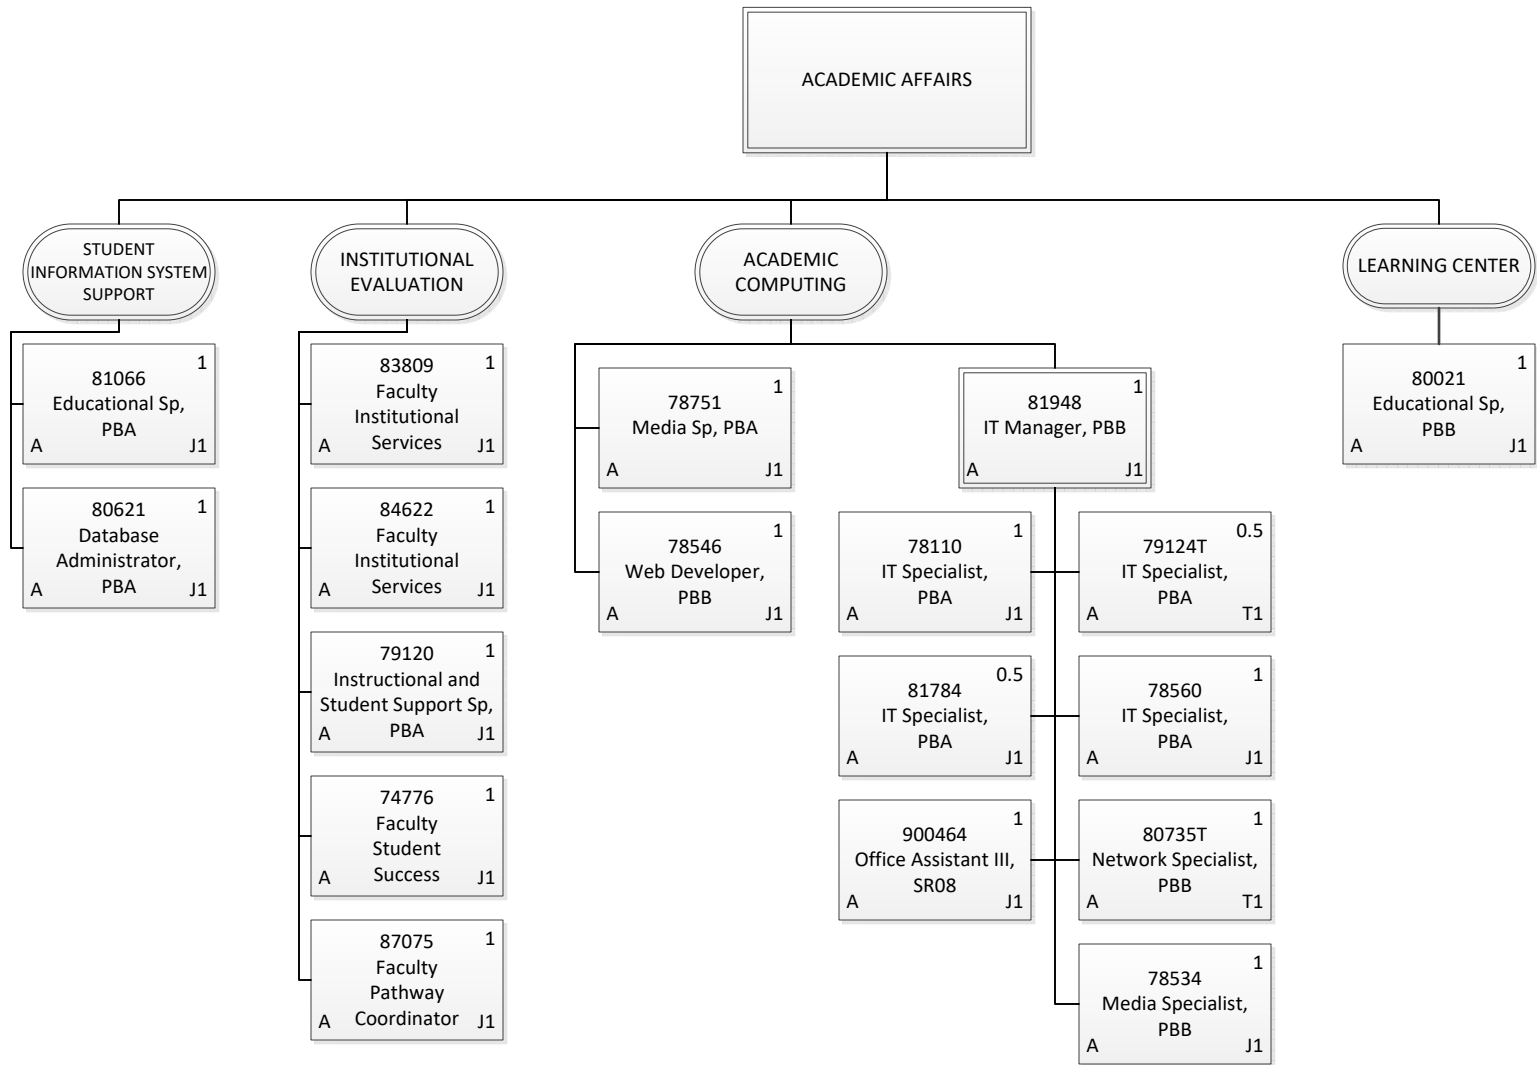 ACADEMIC AFFAIRS
STUDENT
INFORMATION SYSTEM
SUPPORT
1
81066
Educational Sp,
PBA
A
J1
1
80621
Database
Administrator,
PBA
A
J1
INSTITUTIONAL
EVALUATION
1
83809
Faculty
Institutional
Services
A
J1
1
84622
Faculty
Institutional
Services
A
J1
1
79120
Instructional and
Student Support Sp,
PBA
A
J1
1
74776
Faculty
Student
Success
A
J1
1
87075
Faculty
Pathway
Coordinator
A
J1
ACADEMIC
COMPUTING
1
78751
Media Sp, PBA
A
J1
1
78546
Web Developer,
PBB
A
J1
1
81948
IT Manager, PBB
A
J1
1
78110
IT Specialist,
PBA
A
J1
0.5
79124T
IT Specialist,
PBA
A
T1
0.5
81784
IT Specialist,
PBA
A
J1
1
78560
IT Specialist,
PBA
A
J1
1
900464
Office Assistant III,
SR08
A
J1
1
80735T
Network Specialist,
PBB
A
T1
1
78534
Media Specialist,
PBB
A
J1
LEARNING CENTER
1
80021
Educational Sp,
PBB
A
J1